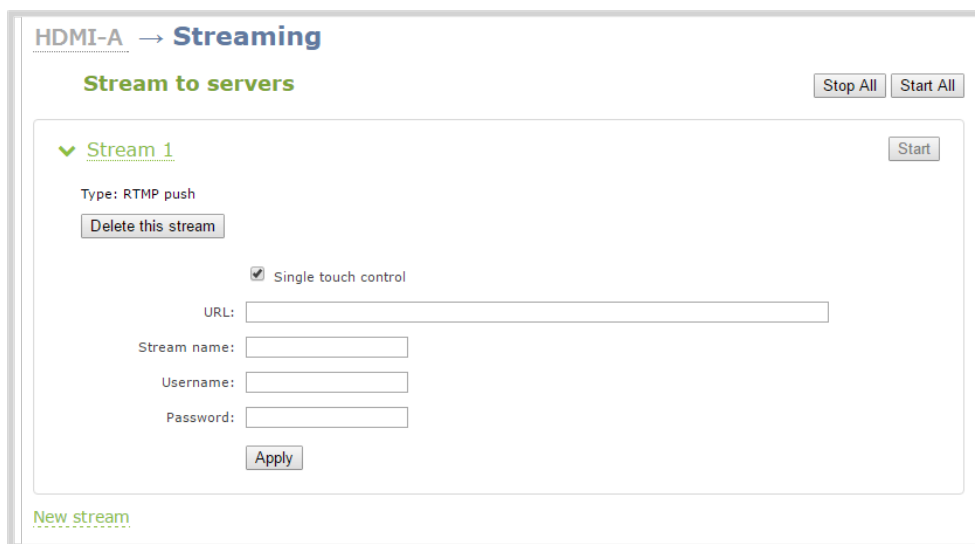 HDMI-A → Streaming
Stream to servers
Stop All
Start All
Stream 1
Start
Type: RTMP push
Delete this stream
Single touch control
URL:
Stream name:
Username:
Password:
Apply
New stream